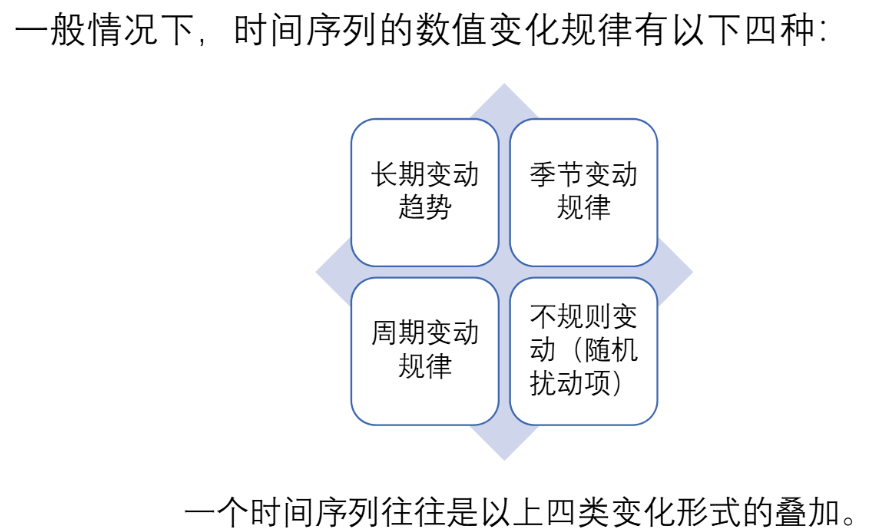 一般情况下，时间序列的数值变化规律有以下四种：
长期变动
趋势
季节变动
规律
周期变动
规律
不规则变
动（随机
扰动项）
一个时间序列往往是以上四类变化形式的叠加。